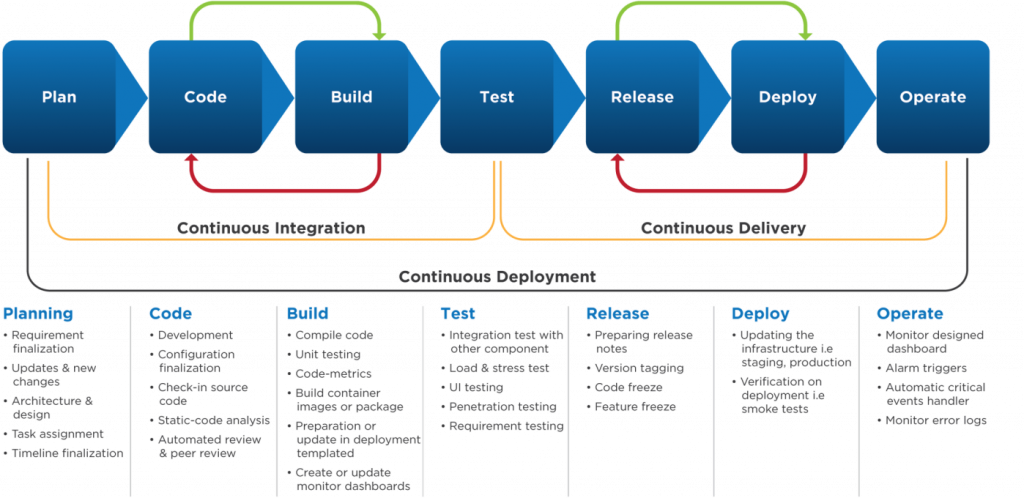 Plan
Code
Build
Test
Release
Deploy
Operate
Continuous Integration
Continuous Delivery
Continuous Deployment
Planning
• Requirement
finalization
• Updates & new
changes
• Architecture &
design
• Task assignment
• Timeline finalization
Code
• Development
• Configuration
finalization
• Check-in source
code
• Static-code analysis
• Automated review
& peer review
Build
• Compile code
• Unit testing
• Code-metrics
• Build container
images or package
• Preparation or
update in deployment
templated
• Create or update
monitor dashboards
Test
• Integration test with
other component
• Load & stress test
• UI testing
• Penetration testing
• Requirement testing
Release
• Preparing release
notes
• Version tagging
• Code freeze
• Feature freeze
Deploy
• Updating the
infrastructure i.e
staging, production
• Verification on
deployment i.e
smoke tests
Operate
• Monitor designed
dashboard
• Alarm triggers
• Automatic critical
events handler
• Monitor error logs